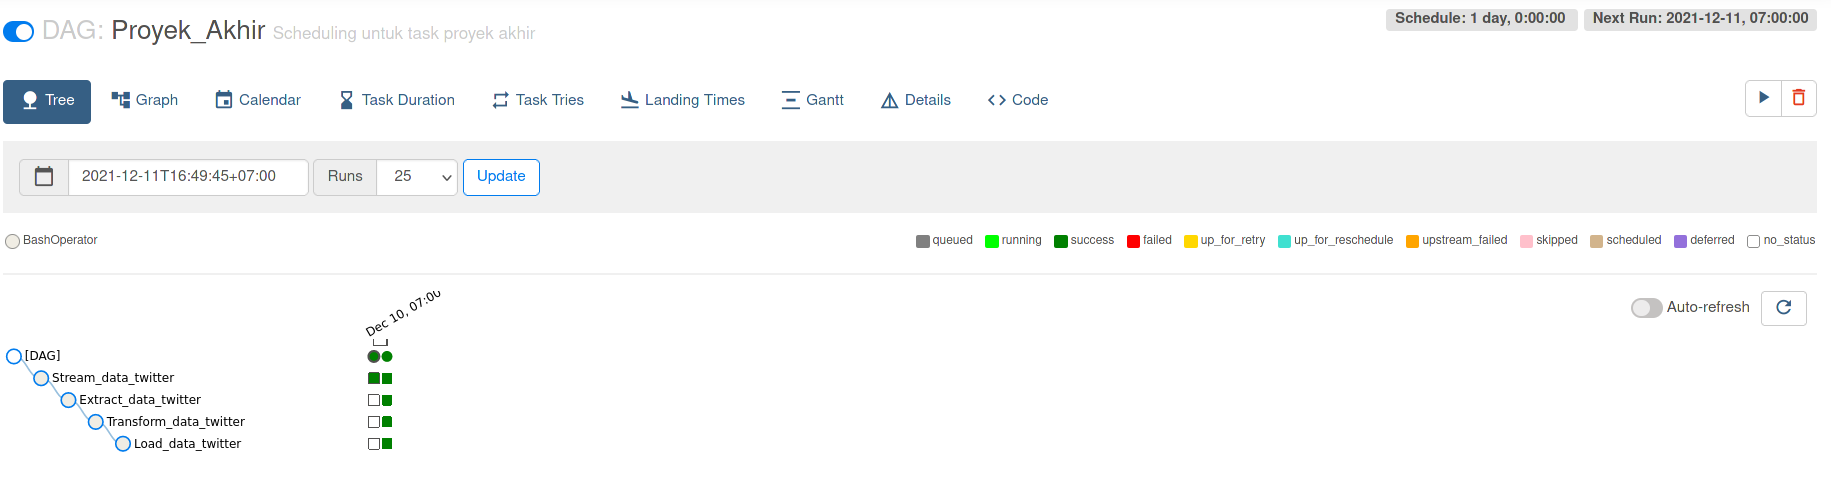 DAG: Proyek_Akhir Scheduling untuk task proyek akhir
Schedule: 1 day, 0:00:00 Next Run: 2021-12-11, 07:00:00
Tree Graph Calendar Task Duration Task Tries Landing Times Gantt Details Code
2021-12-11T16:49:45+07:00 Runs 25 Update
BashOperator queued running success failed up_for_retry up_for_reschedule upstream_failed skipped scheduled deferred no_status
Auto-refresh
Dec 10, 07:00
[DAG]
Stream_data_twitter
Extract_data_twitter
Transform_data_twitter
Load_data_twitter